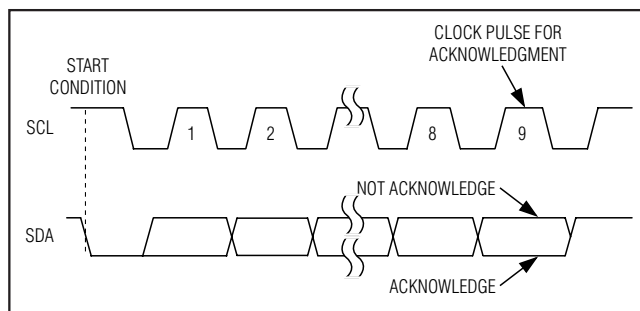 CLOCK PULSE FOR
ACKNOWLEDGMENT
START
CONDITION
SCL
1
2
8
9
NOT ACKNOWLEDGE
SDA
ACKNOWLEDGE